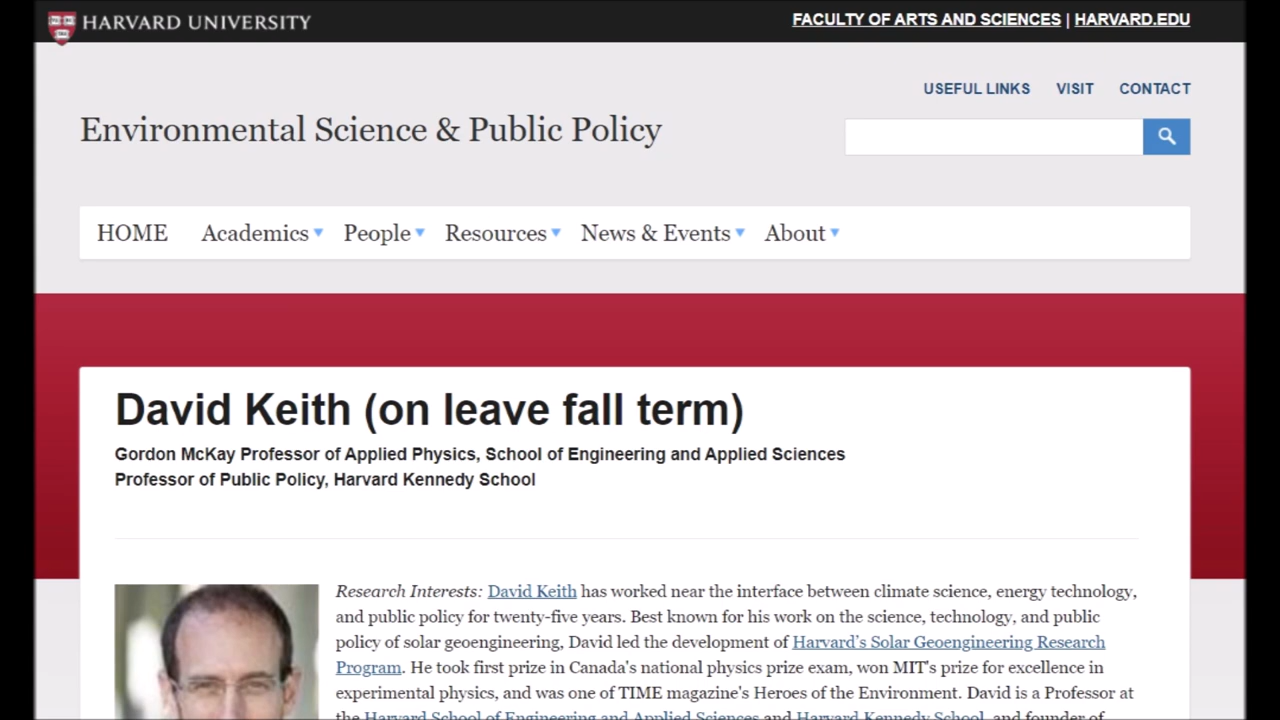 HARVARD UNIVERSITY
FACULTY OF ARTS AND SCIENCES | HARVARD.EDU
USEFUL LINKS VISIT CONTACT
Environmental Science & Public Policy
HOME Academics People Resources News & Events About
David Keith (on leave fall term)
Gordon McKay Professor of Applied Physics, School of Engineering and Applied Sciences
Professor of Public Policy, Harvard Kennedy School
Research Interests: David Keith has worked near the interface between climate science, energy technology,
and public policy for twenty-five years. Best known for his work on the science, technology, and public
policy of solar geoengineering, David led the development of Harvard's Solar Geoengineering Research
Program. He took first prize in Canada's national physics prize exam, won MIT's prize for excellence in
experimental physics, and was one of TIME magazine's Heroes of the Environment. David is a Professor at
the Harvard School of Engineering and Applied Sciences and Harvard Kennedy School, and founder of